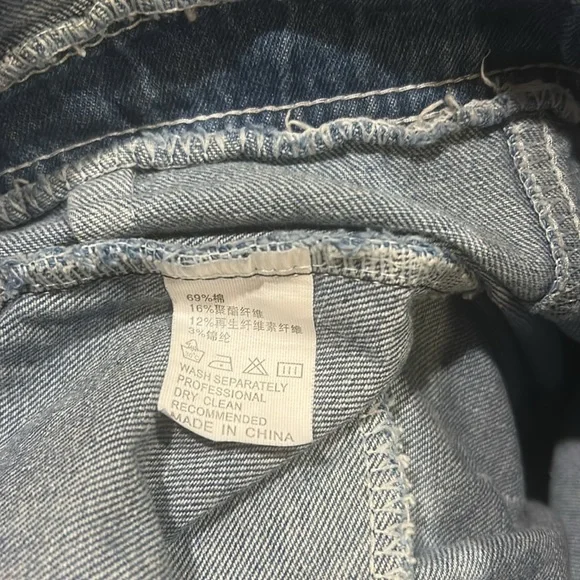 69%棉
16%聚酯纤维
12%再生纤维素纤维
3%锦纶
WASH SEPARATELY
PROFESSIONAL
DRY CLEAN
RECOMMENDED
MADE IN CHINA